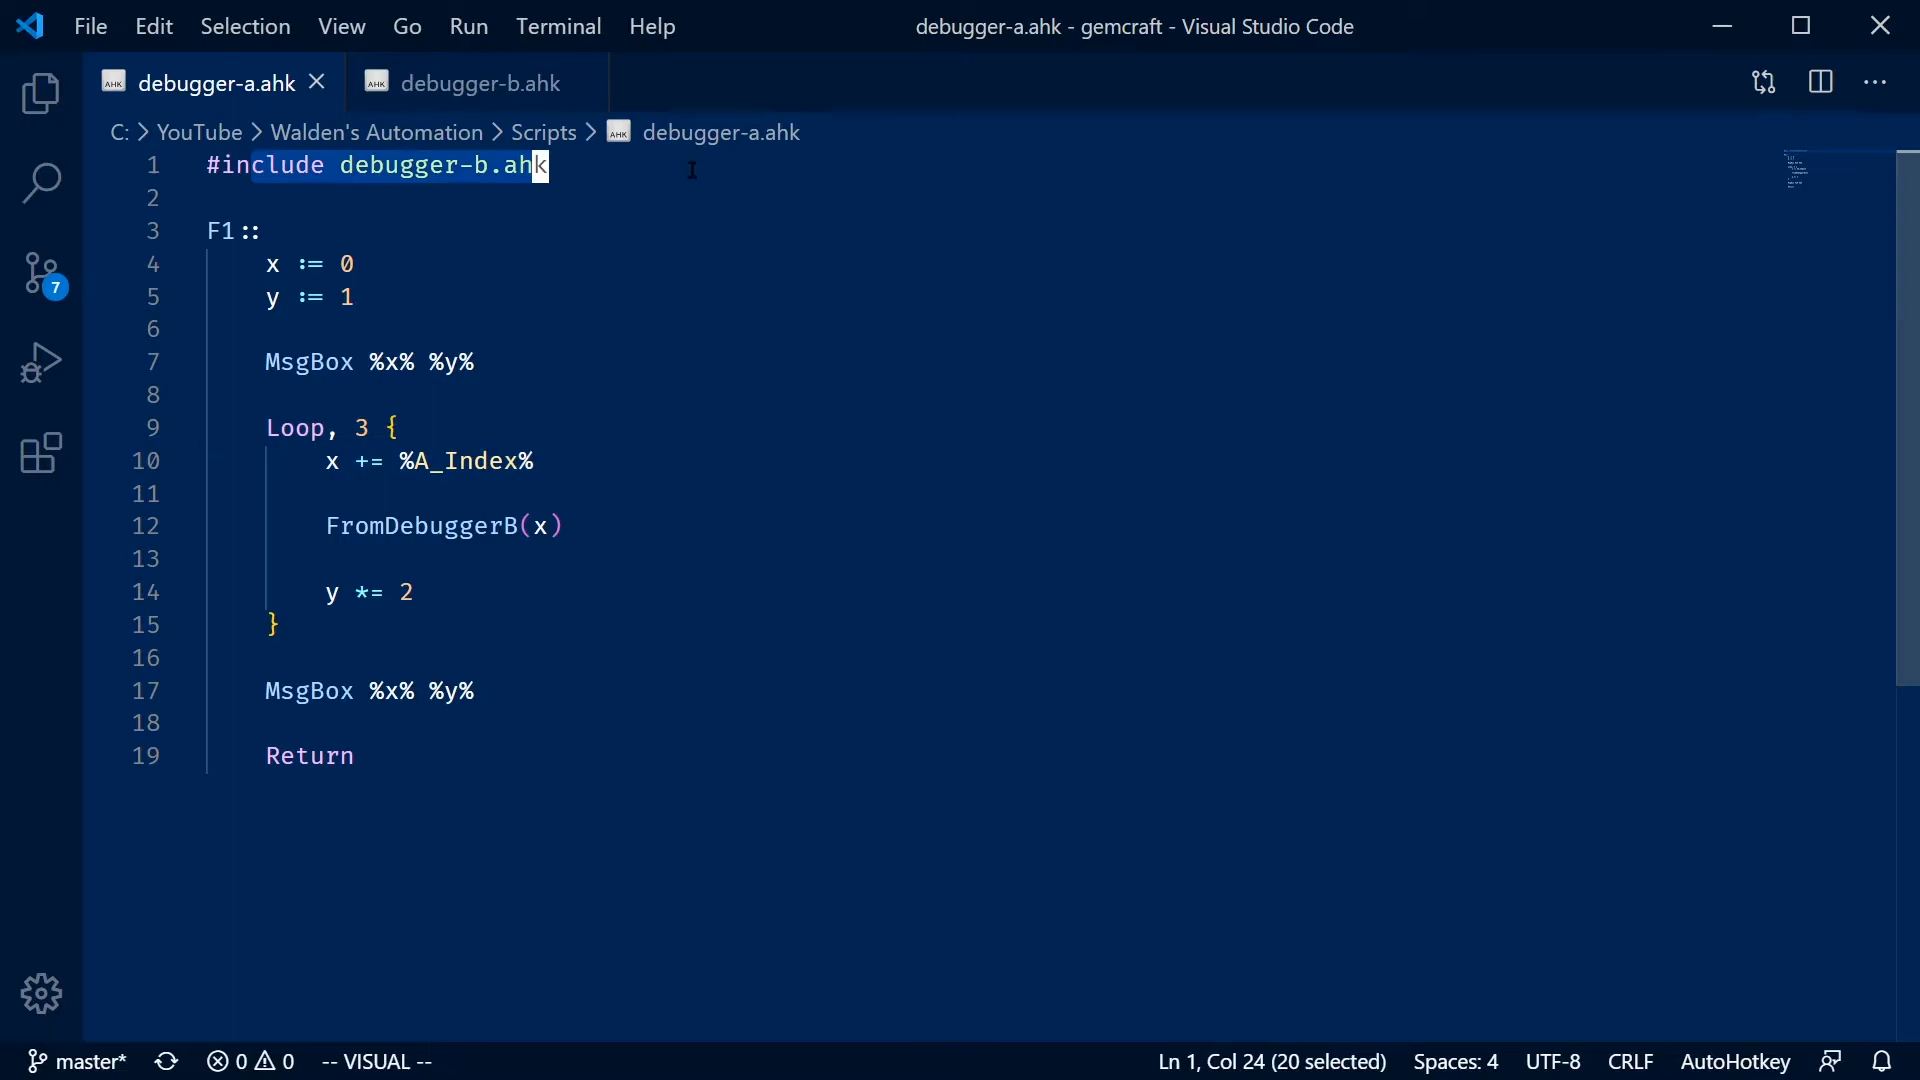 File Edit Selection View Go Run Terminal Help debugger-a.ahk - gemcraft - Visual Studio Code
AHK debugger-a.ahk AHK debugger-b.ahk
C: > YouTube > Walden's Automation > Scripts > AHK debugger-a.ahk
1 #include debugger-b.ahk
2
3 F1::
4 x := 0
5 y := 1
6
7 MsgBox %x% %y%
8
9 Loop, 3 {
10 x += %A_Index%
11
12 FromDebuggerB(x)
13
14 y *= 2
15 }
16
17 MsgBox %x% %y%
18
19 Return
7
master* 0 0 -- VISUAL -- Ln 1, Col 24 (20 selected) Spaces: 4 UTF-8 CRLF AutoHotkey